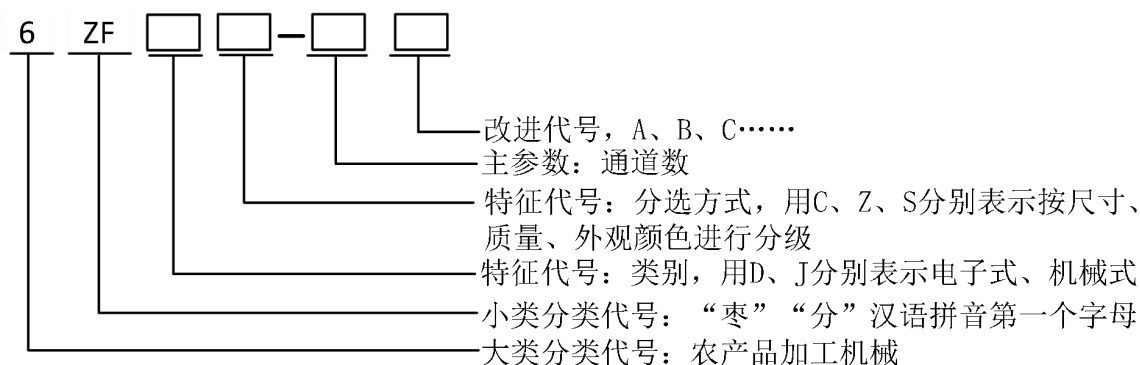 6 ZF □ □-□ □
改进代号，A、B、C……
主参数：通道数
特征代号：分选方式，用C、Z、S分别表示按尺寸、
质量、外观颜色进行分级
特征代号：类别，用D、J分别表示电子式、机械式
小类分类代号：“枣”“分”汉语拼音第一个字母
大类分类代号：农产品加工机械